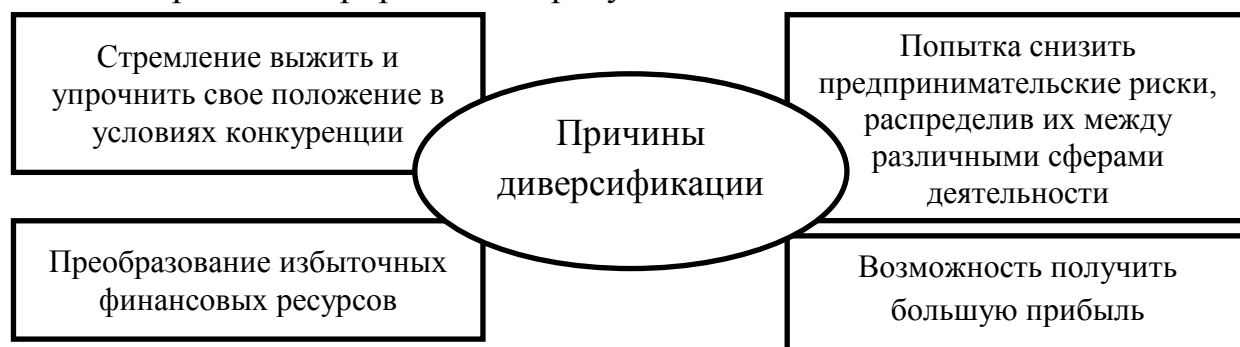 Стремление выжить и
упрочнить свое положение в
условиях конкуренции
Попытка снизить
предпринимательские риски,
распределив их между
различными сферами
деятельности
Причины
диверсификации
Преобразование избыточных
финансовых ресурсов
Возможность получить
большую прибыль